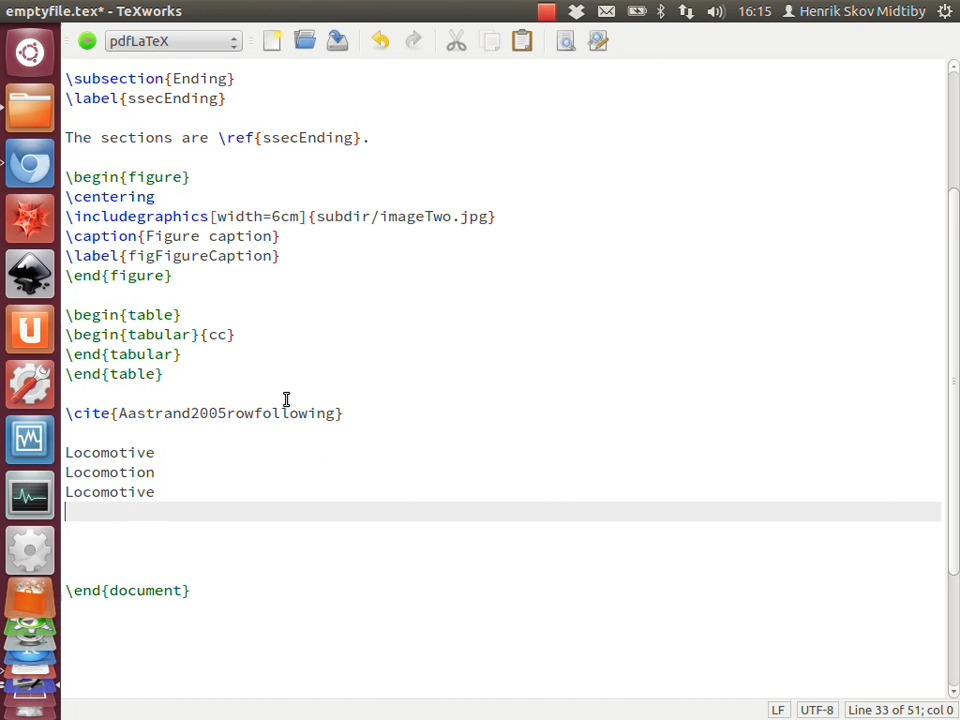 emptyfile.tex* - TeXworks
16:15
Henrik Skov Midtiby
pdfLaTeX
\subsection{Ending}
\label{ssecEnding}
The sections are \ref{ssecEnding}.
\begin{figure}
\centering
\includegraphics[width=6cm]{subdir/imageTwo.jpg}
\caption{Figure caption}
\label{figFigureCaption}
\end{figure}
\begin{table}
\begin{tabular}{cc}
\end{tabular}
\end{table}
\cite{Aastrand2005rowfollowing}
Locomotive
Locomotion
Locomotive
\end{document}
LF UTF-8 Line 33 of 51; col 0